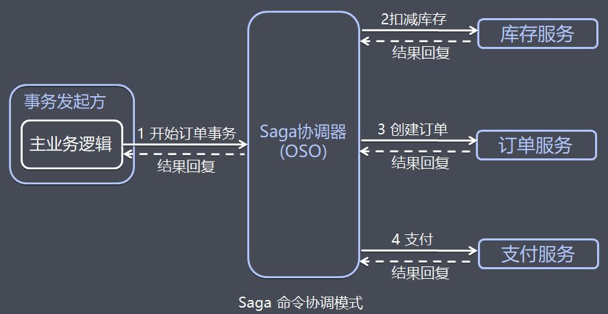 事务发起方
主业务逻辑
1 开始订单事务
结果回复
Saga协调器
(OSO)
2扣减库存
结果回复
库存服务
3 创建订单
结果回复
订单服务
4 支付
结果回复
支付服务
Saga 命令协调模式